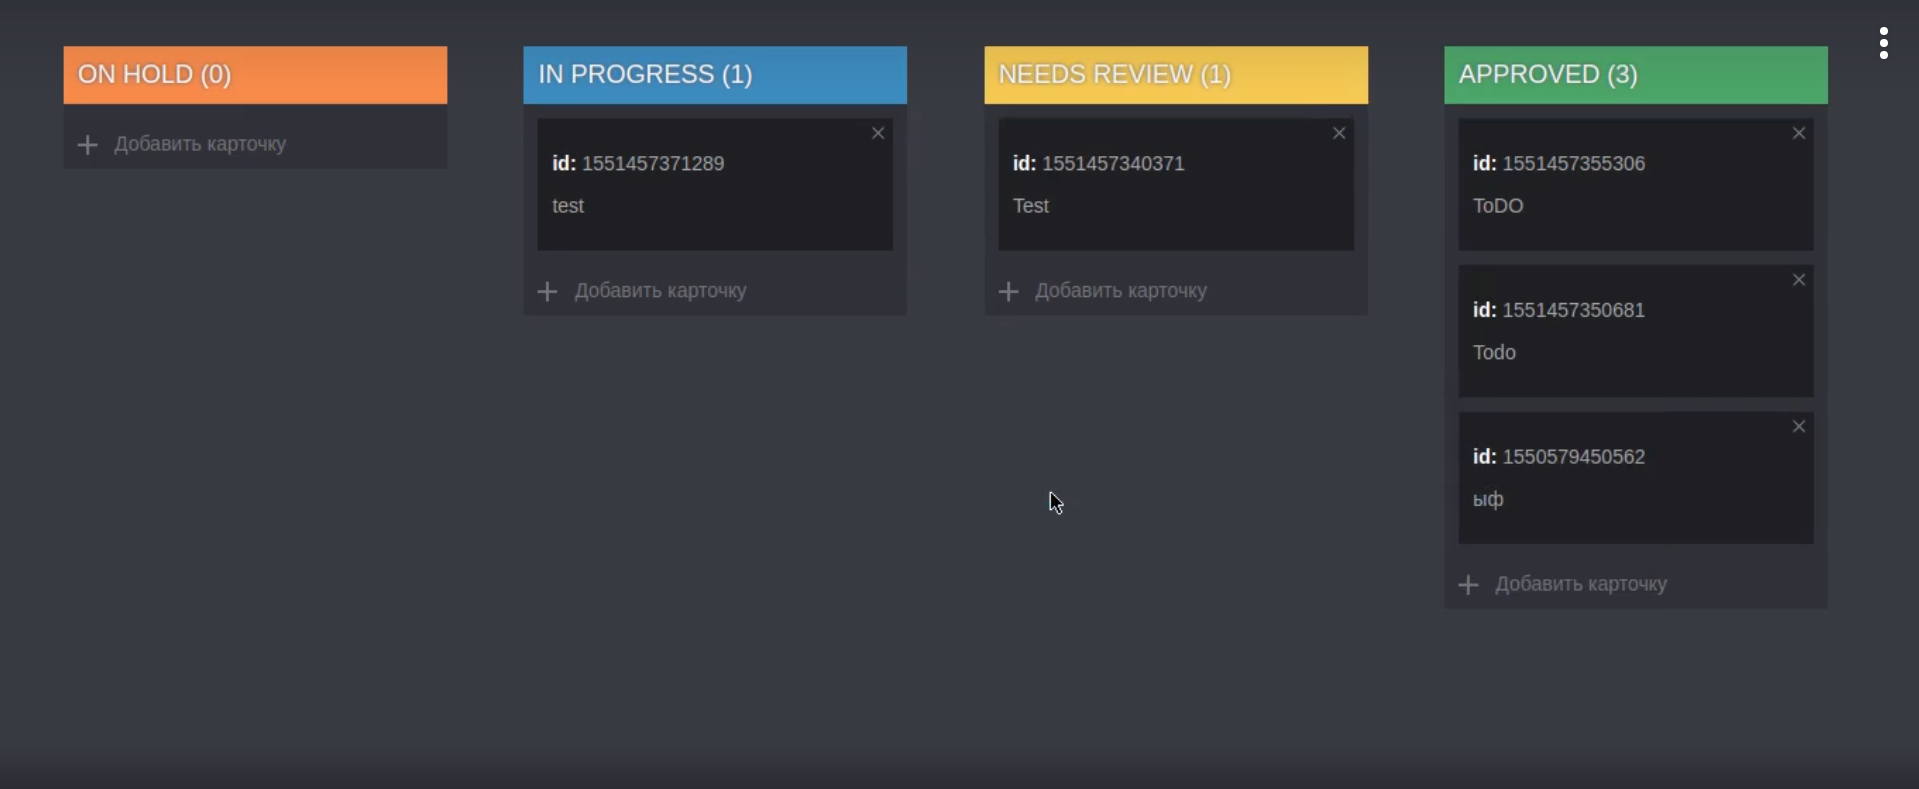 ON HOLD (0)
Добавить карточку
IN PROGRESS (1)
id: 1551457371289
test
Добавить карточку
NEEDS REVIEW (1)
id: 1551457340371
Test
Добавить карточку
APPROVED (3)
id: 1551457355306
ToDO
id: 1551457350681
Todo
id: 1550579450562
ыф
Добавить карточку